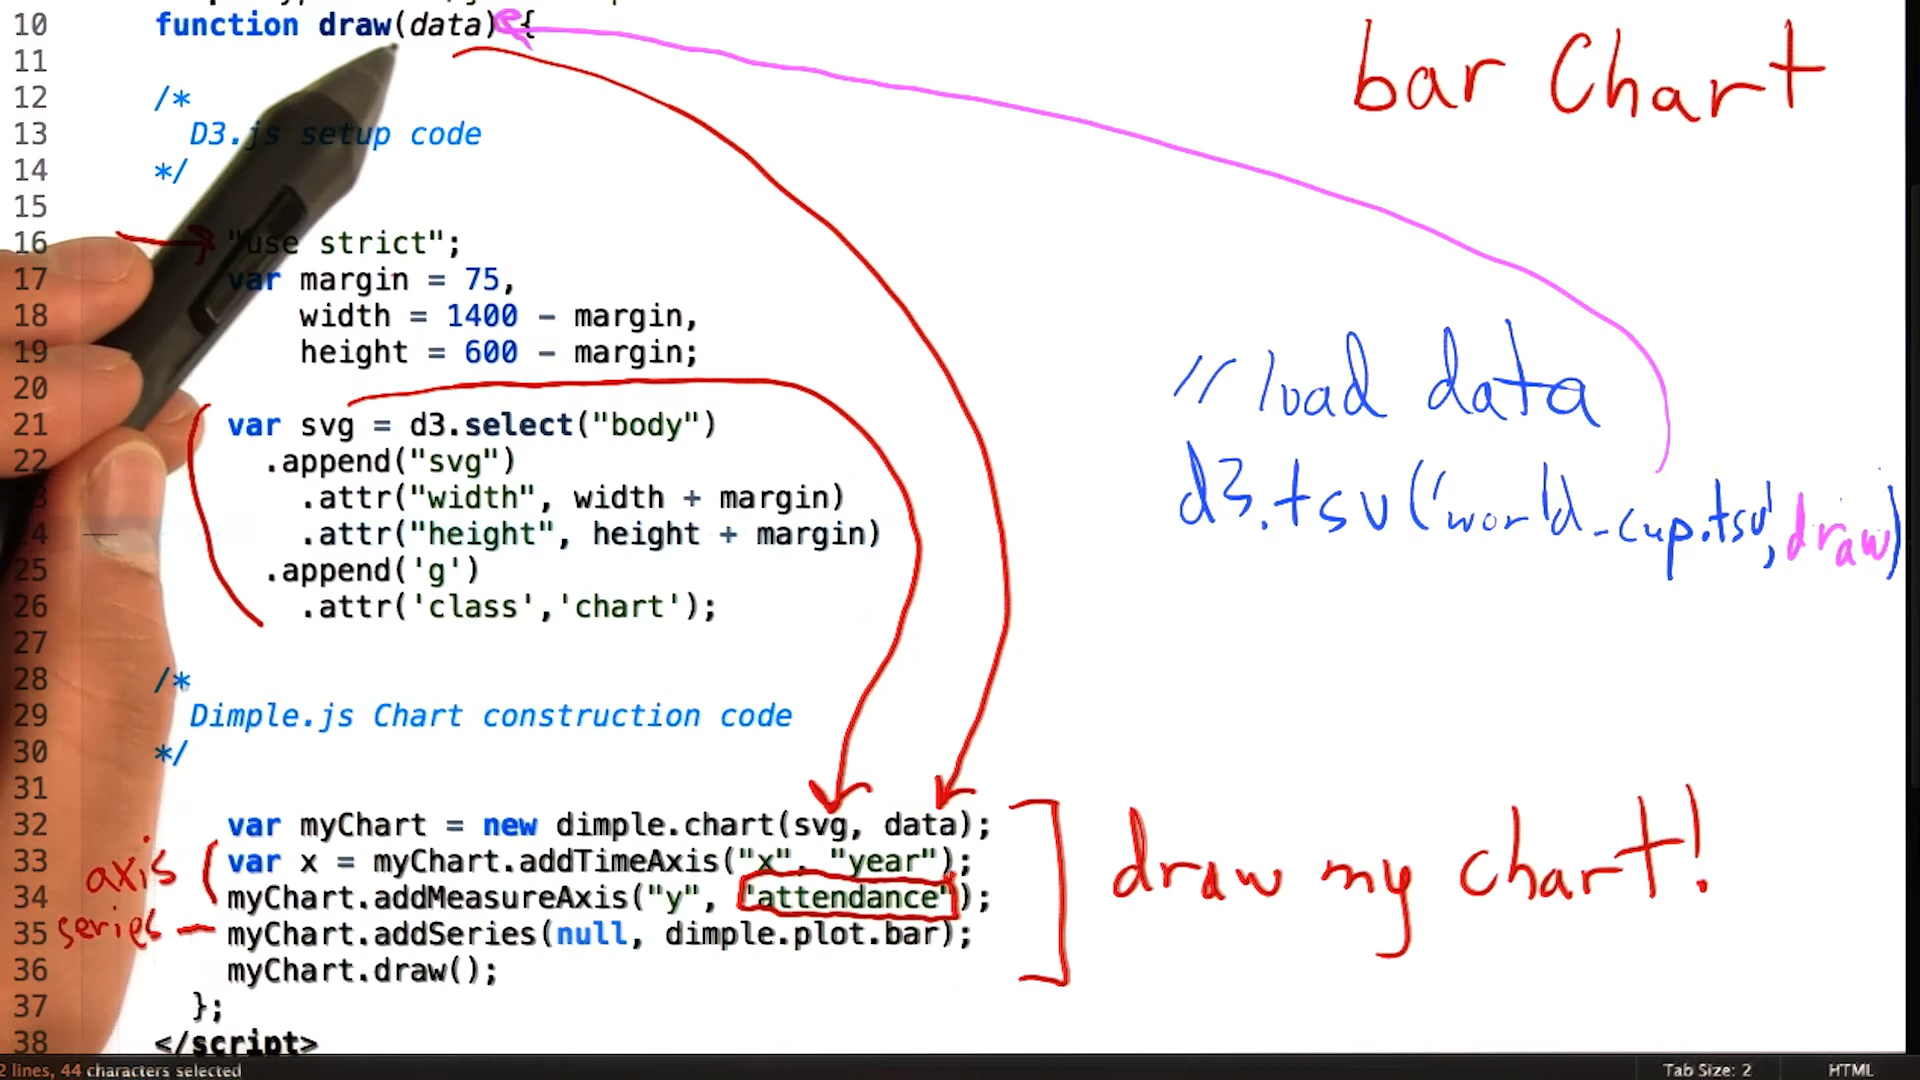 10 function draw(data) {
11
12 /*
13 D3.js setup code
14 */
15
16 "use strict";
17 var margin = 75,
18 width = 1400 - margin,
19 height = 600 - margin;
20
21 var svg = d3.select("body")
22 .append("svg")
.attr("width", width + margin)
.attr("height", height + margin)
25 .append('g')
26 .attr('class','chart');
27
28 /*
29 Dimple.js Chart construction code
30 */
31
32 var myChart = new dimple.chart(svg, data);
33 var x = myChart.addTimeAxis("x", "year");
34 myChart.addMeasureAxis("y", "attendance");
35 myChart.addSeries(null, dimple.plot.bar);
36 myChart.draw();
37 };
38 </script>
axis
series
bar Chart
//load data
d3.tsv('world_cup.tsv', draw)
draw my chart!
2 lines, 44 characters selected
Tab Size: 2
HTML